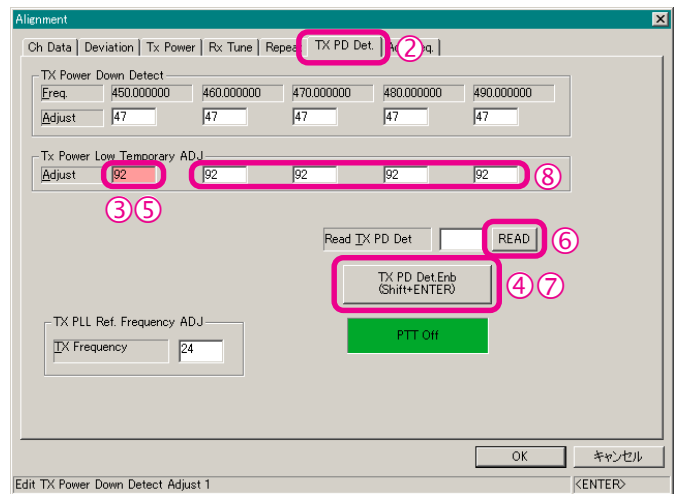 Alignment
Ch Data Deviation Tx Power Rx Tune Repeat TX PD Det. ②
TX Power Down Detect
Freq. 450.000000 460.000000 470.000000 480.000000 490.000000
Adjust 47 47 47 47 47
Tx Power Low Temporary ADJ
Adjust 92 92 92 92 92 ⑧
③⑤
Read TX PD Det READ ⑥
TX PD Det.Enb
(Shift+ENTER) ④⑦
PTT Off
TX PLL Ref. Frequency ADJ
TX Frequency 24
OK キャンセル
Edit TX Power Down Detect Adjust 1 <ENTER>